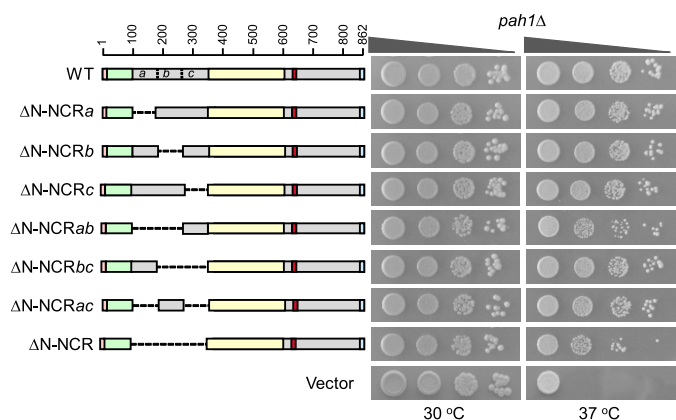 pah1Δ
1 100 200 300 400 500 600 700 800 862
WT a b c
ΔN-NCRa
ΔN-NCRb
ΔN-NCRc
ΔN-NCRab
ΔN-NCRbc
ΔN-NCRac
ΔN-NCR
Vector
30 °C 37 °C